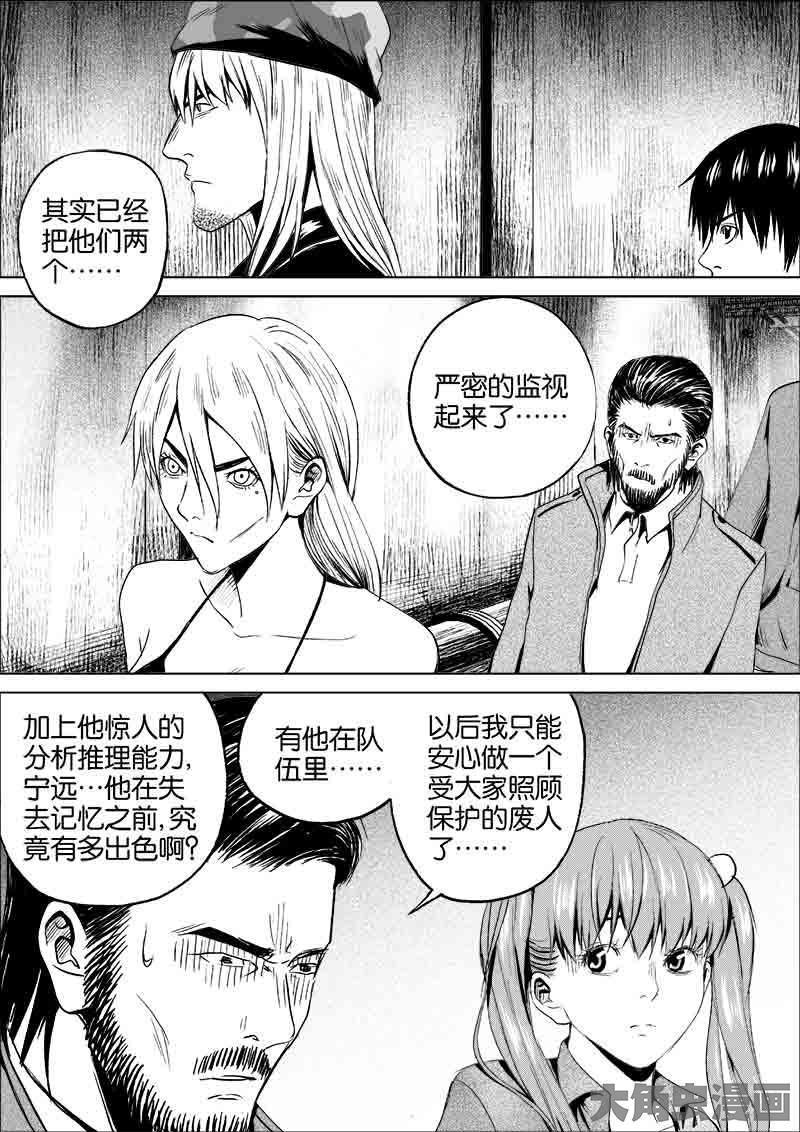 其实已经
把他们两
个……
严密的监视
起来了……
加上他惊人的
分析推理能力,
宁远…他在失
去记忆之前,究
竟有多出色啊?
有他在队
伍里……
以后我只能
安心做一个
受大家照顾
保护的废人
了……
大角虫漫画